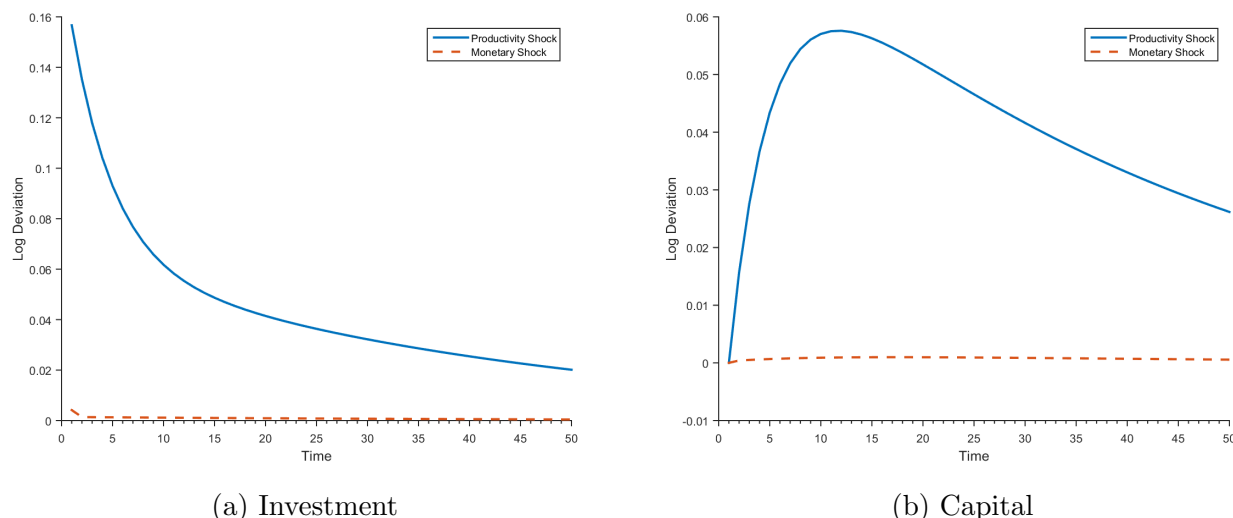 0.16
0.14
0.12
0.1
0.08
0.06
0.04
0.02
0
Log Deviation
0 5 10 15 20 25 30 35 40 45 50
Time
Productivity Shock
Monetary Shock
(a) Investment
0.06
0.05
0.04
0.03
0.02
0.01
0
-0.01
Log Deviation
0 5 10 15 20 25 30 35 40 45 50
Time
Productivity Shock
Monetary Shock
(b) Capital